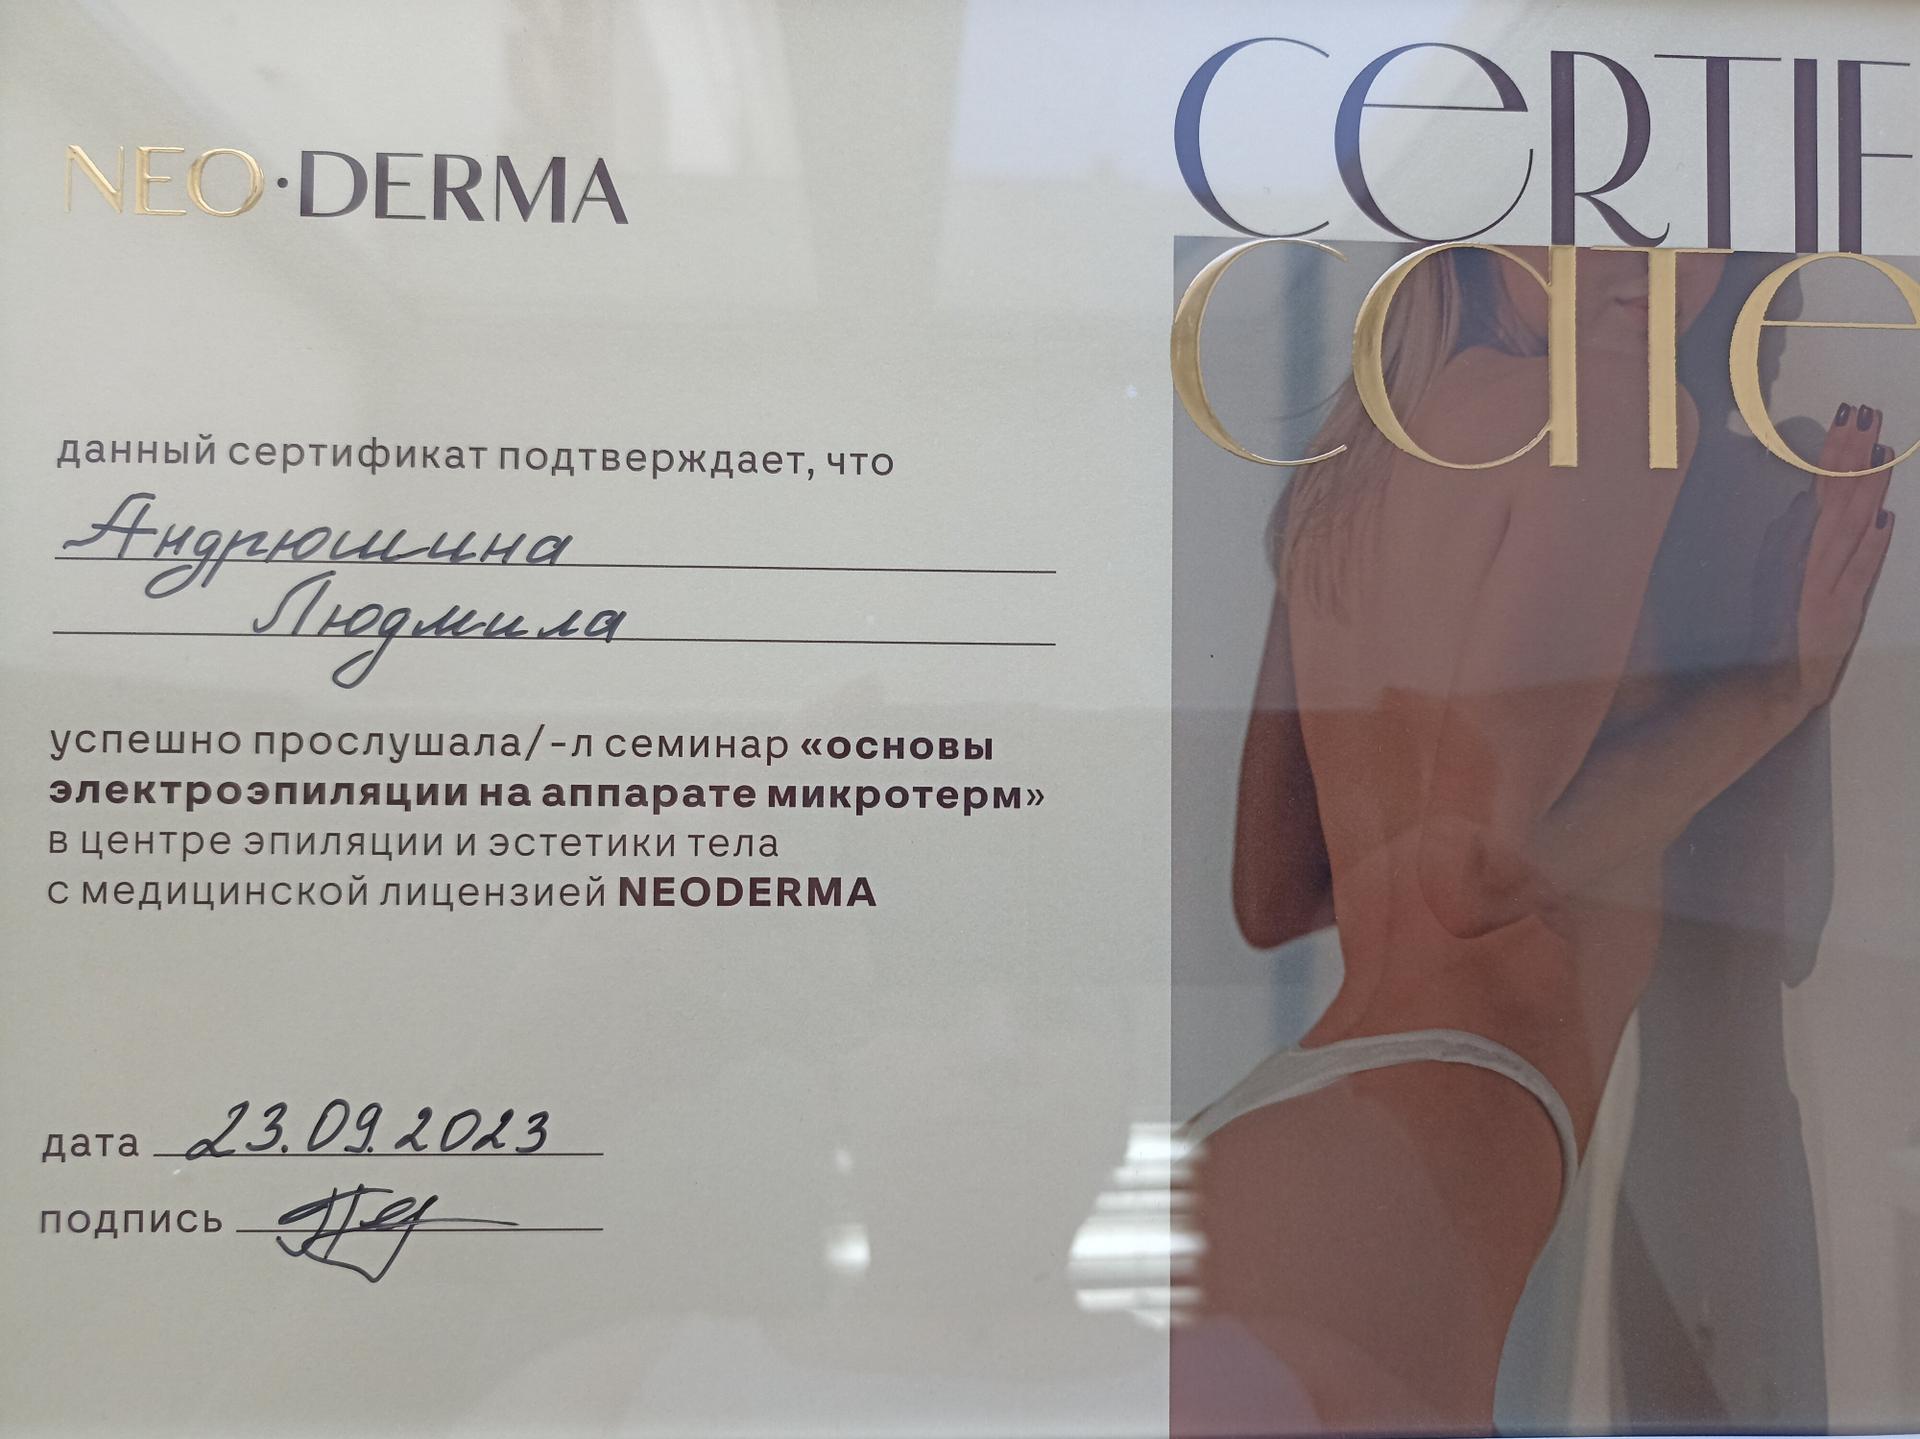 NEO·DERMA
CERTIF
CATE
данный сертификат подтверждает, что
Андрюшина
Людмила
успешно прослушала/-л семинар «основы
электроэпиляции на аппарате микротерм»
в центре эпиляции и эстетики тела
с медицинской лицензией NEODERMA
дата 23.09.2023
подпись